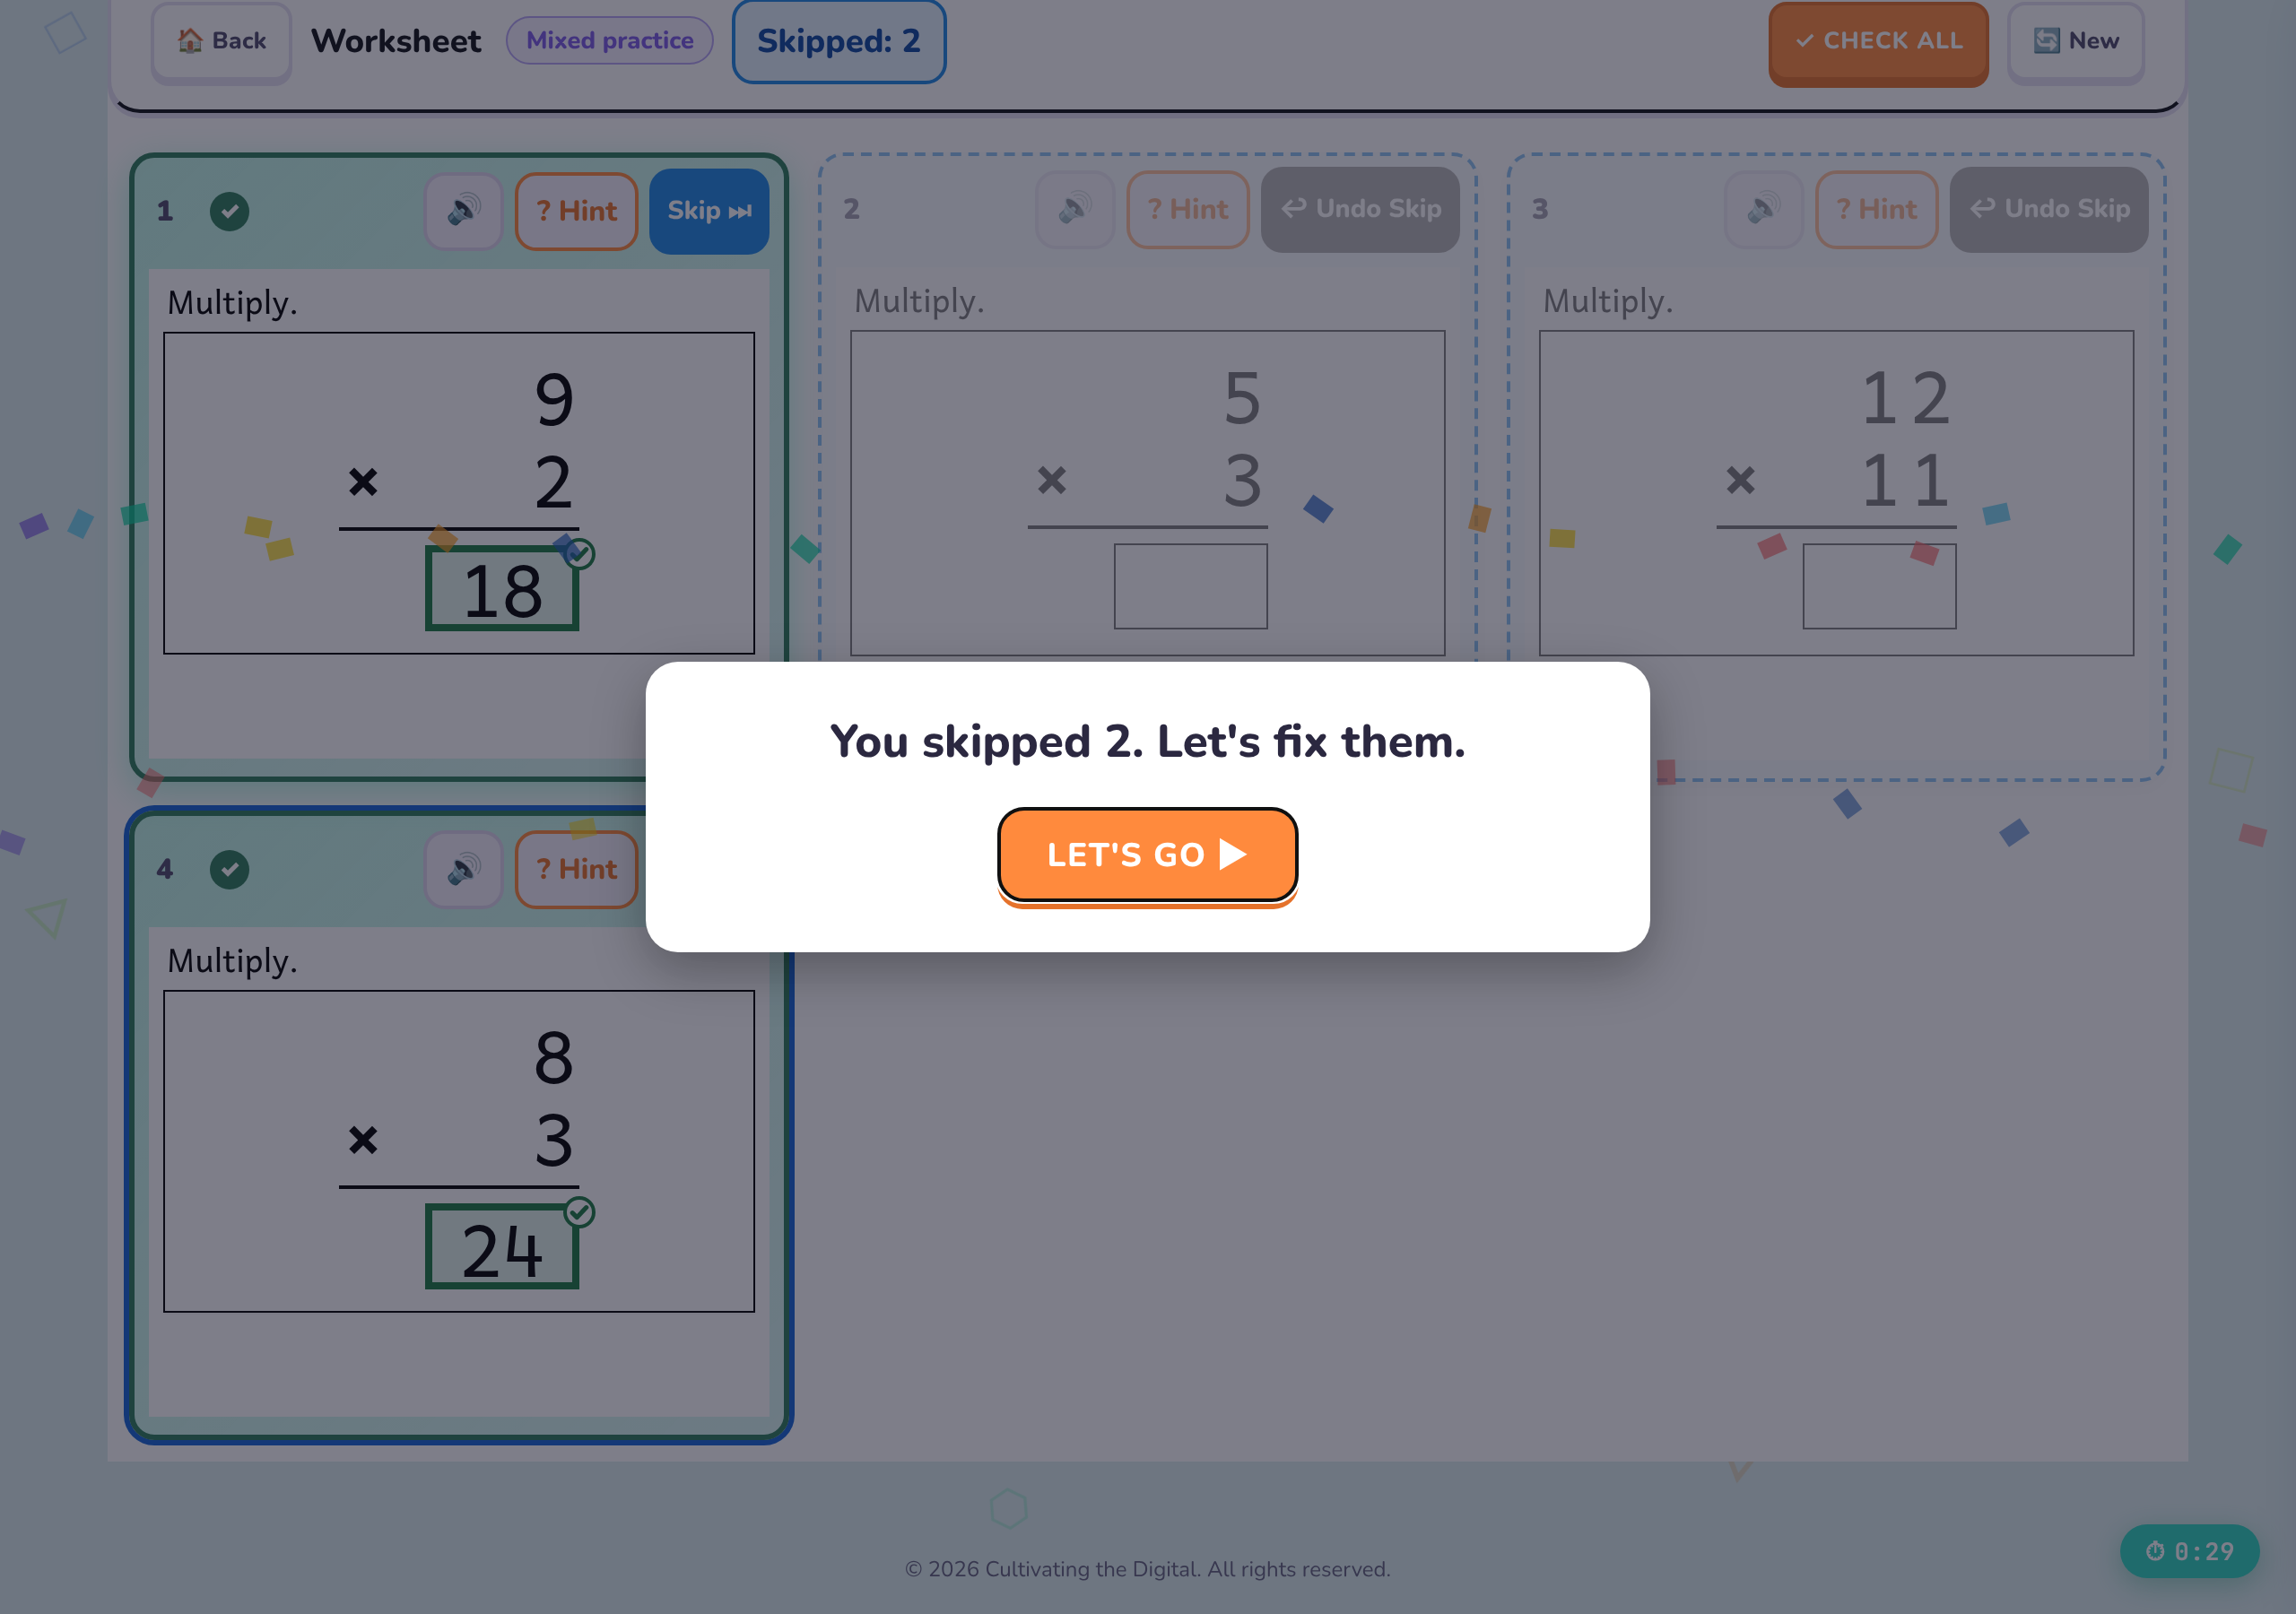 🏠 Back Worksheet Mixed practice Skipped: 2 ✓ CHECK ALL 🔄 New
1 ? Hint Skip ⏭
Multiply.
9
× 2
18
2 ? Hint ↩ Undo Skip
Multiply.
5
× 3
3 ? Hint ↩ Undo Skip
Multiply.
12
× 11
You skipped 2. Let's fix them.
LET'S GO ▶
4 ? Hint
Multiply.
8
× 3
24
© 2026 Cultivating the Digital. All rights reserved.
⏱ 0:29